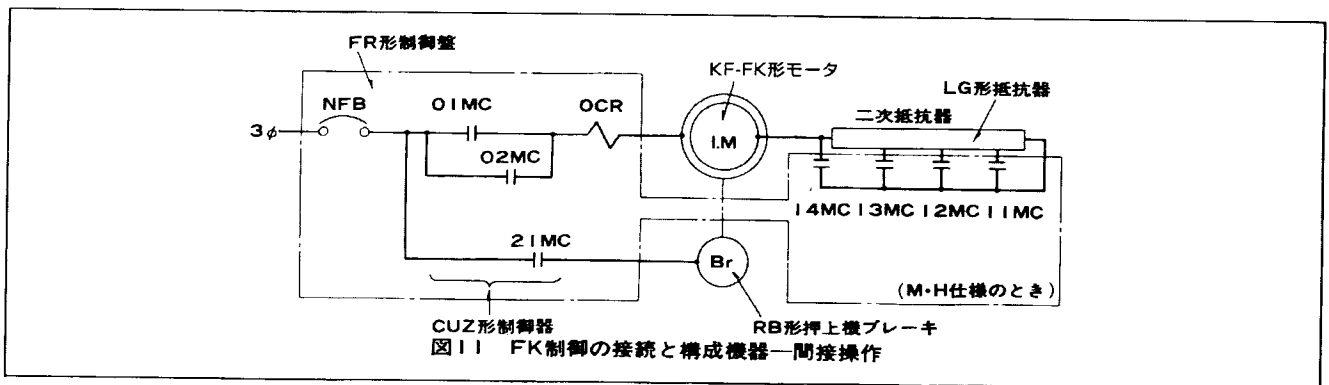 FR形制御盤
KF-FK形モータ
LG形抵抗器
NFB
01MC
OCR
二次抵抗器
3φ
I.M
02MC
14MC 13MC 12MC 11MC
21MC
Br
(M・H仕様のとき)
CUZ形制御器
RB形押上機ブレーキ
図11 FK制御の接続と構成機器―間接操作